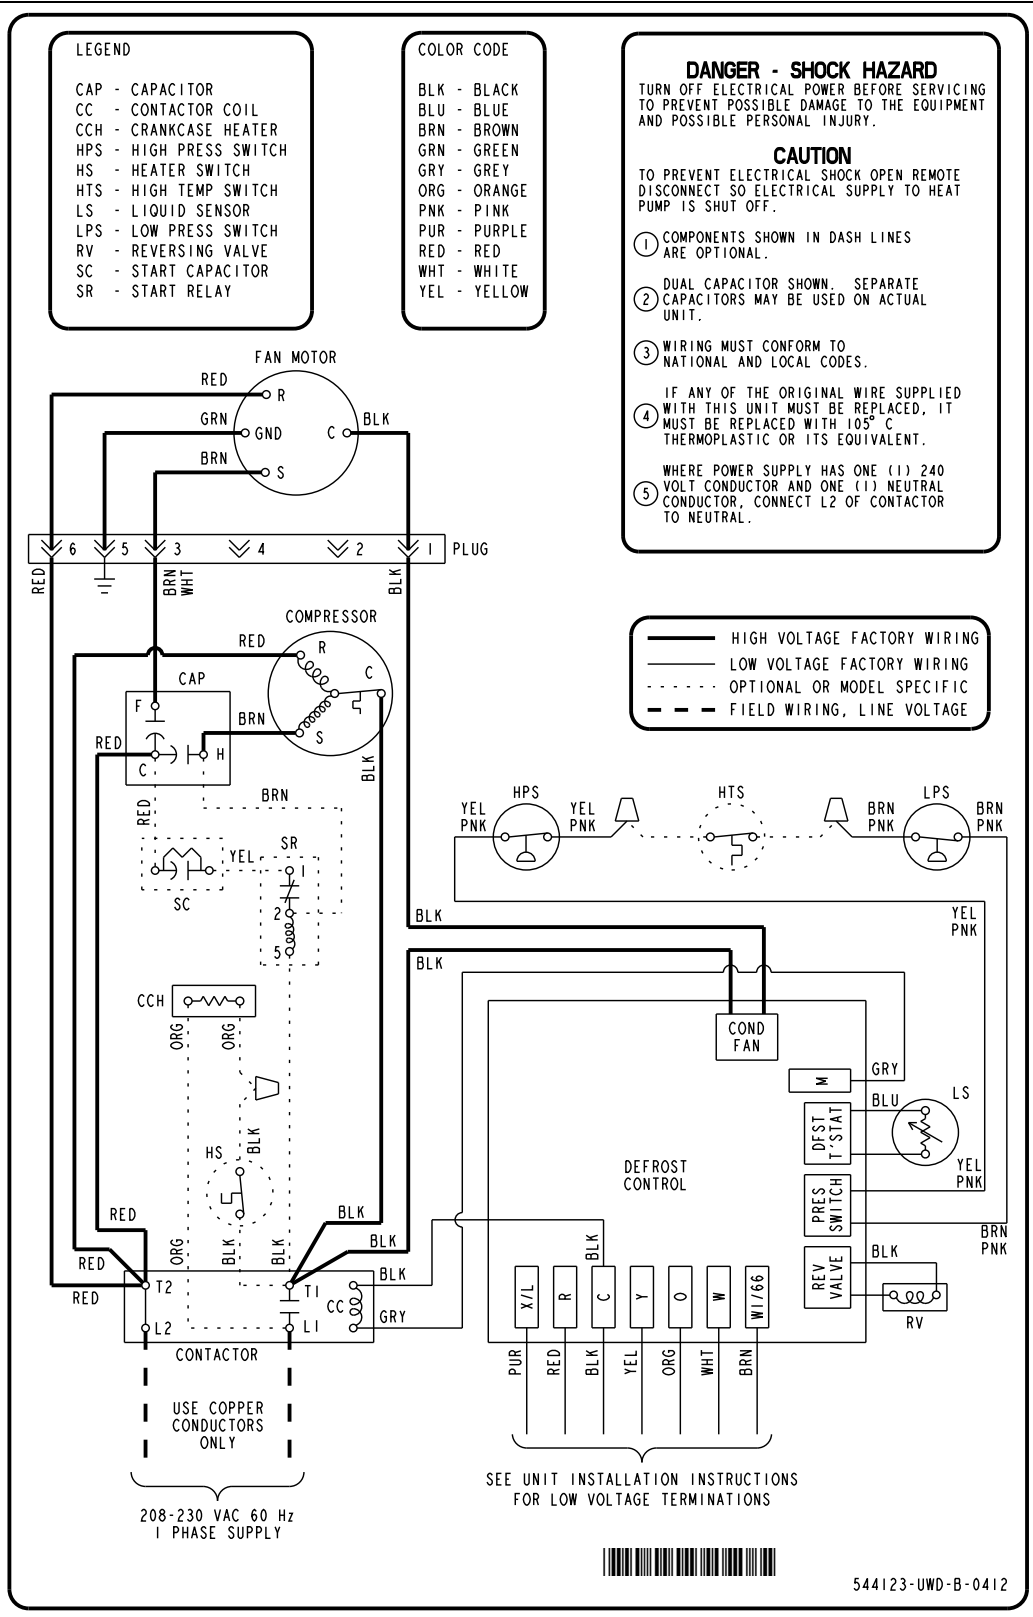 LEGEND
CAP - CAPACITOR
CC - CONTACTOR COIL
CCH - CRANKCASE HEATER
HPS - HIGH PRESS SWITCH
HS - HEATER SWITCH
HTS - HIGH TEMP SWITCH
LS - LIQUID SENSOR
LPS - LOW PRESS SWITCH
RV - REVERSING VALVE
SC - START CAPACITOR
SR - START RELAY
COLOR CODE
BLK - BLACK
BLU - BLUE
BRN - BROWN
GRN - GREEN
GRY - GREY
ORG - ORANGE
PNK - PINK
PUR - PURPLE
RED - RED
WHT - WHITE
YEL - YELLOW
DANGER - SHOCK HAZARD
TURN OFF ELECTRICAL POWER BEFORE SERVICING
TO PREVENT POSSIBLE DAMAGE TO THE EQUIPMENT
AND POSSIBLE PERSONAL INJURY.
CAUTION
TO PREVENT ELECTRICAL SHOCK OPEN REMOTE
DISCONNECT SO ELECTRICAL SUPPLY TO HEAT
PUMP IS SHUT OFF.
1 COMPONENTS SHOWN IN DASH LINES
ARE OPTIONAL.
2 DUAL CAPACITOR SHOWN. SEPARATE
CAPACITORS MAY BE USED ON ACTUAL
UNIT.
3 WIRING MUST CONFORM TO
NATIONAL AND LOCAL CODES.
4 IF ANY OF THE ORIGINAL WIRE SUPPLIED
WITH THIS UNIT MUST BE REPLACED, IT
MUST BE REPLACED WITH 105° C
THERMOPLASTIC OR ITS EQUIVALENT.
5 WHERE POWER SUPPLY HAS ONE (1) 240
VOLT CONDUCTOR AND ONE (1) NEUTRAL
CONDUCTOR, CONNECT L2 OF CONTACTOR
TO NEUTRAL.
FAN MOTOR
RED
R
GRN
GND
C
BLK
BRN
S
6
5
3
4
2
1
PLUG
RED
BRN
WHT
BLK
HIGH VOLTAGE FACTORY WIRING
LOW VOLTAGE FACTORY WIRING
OPTIONAL OR MODEL SPECIFIC
FIELD WIRING, LINE VOLTAGE
COMPRESSOR
RED
R
C
S
CAP
F
BRN
RED
C
H
BLK
RED
BRN
SC
YEL
SR
1
2
5
HPS
YEL
PNK
YEL
PNK
HTS
LPS
BRN
PNK
BRN
PNK
YEL
PNK
BLK
BLK
CCH
ORG
ORG
HS
BLK
COND
FAN
M
GRY
DFST
T'STAT
BLU
LS
YEL
PNK
PRES
SWITCH
BRN
PNK
REV
VALVE
BLK
RV
DEFROST
CONTROL
RED
RED
RED
ORG
BLK
BLK
BLK
BLK
T2
L2
T1
L1
CC
BLK
GRY
CONTACTOR
BLK
X/L
R
C
Y
O
W
W1/66
PUR
RED
BLK
YEL
ORG
WHT
BRN
USE COPPER
CONDUCTORS
ONLY
208-230 VAC 60 Hz
1 PHASE SUPPLY
SEE UNIT INSTALLATION INSTRUCTIONS
FOR LOW VOLTAGE TERMINATIONS
544123-UWD-B-0412